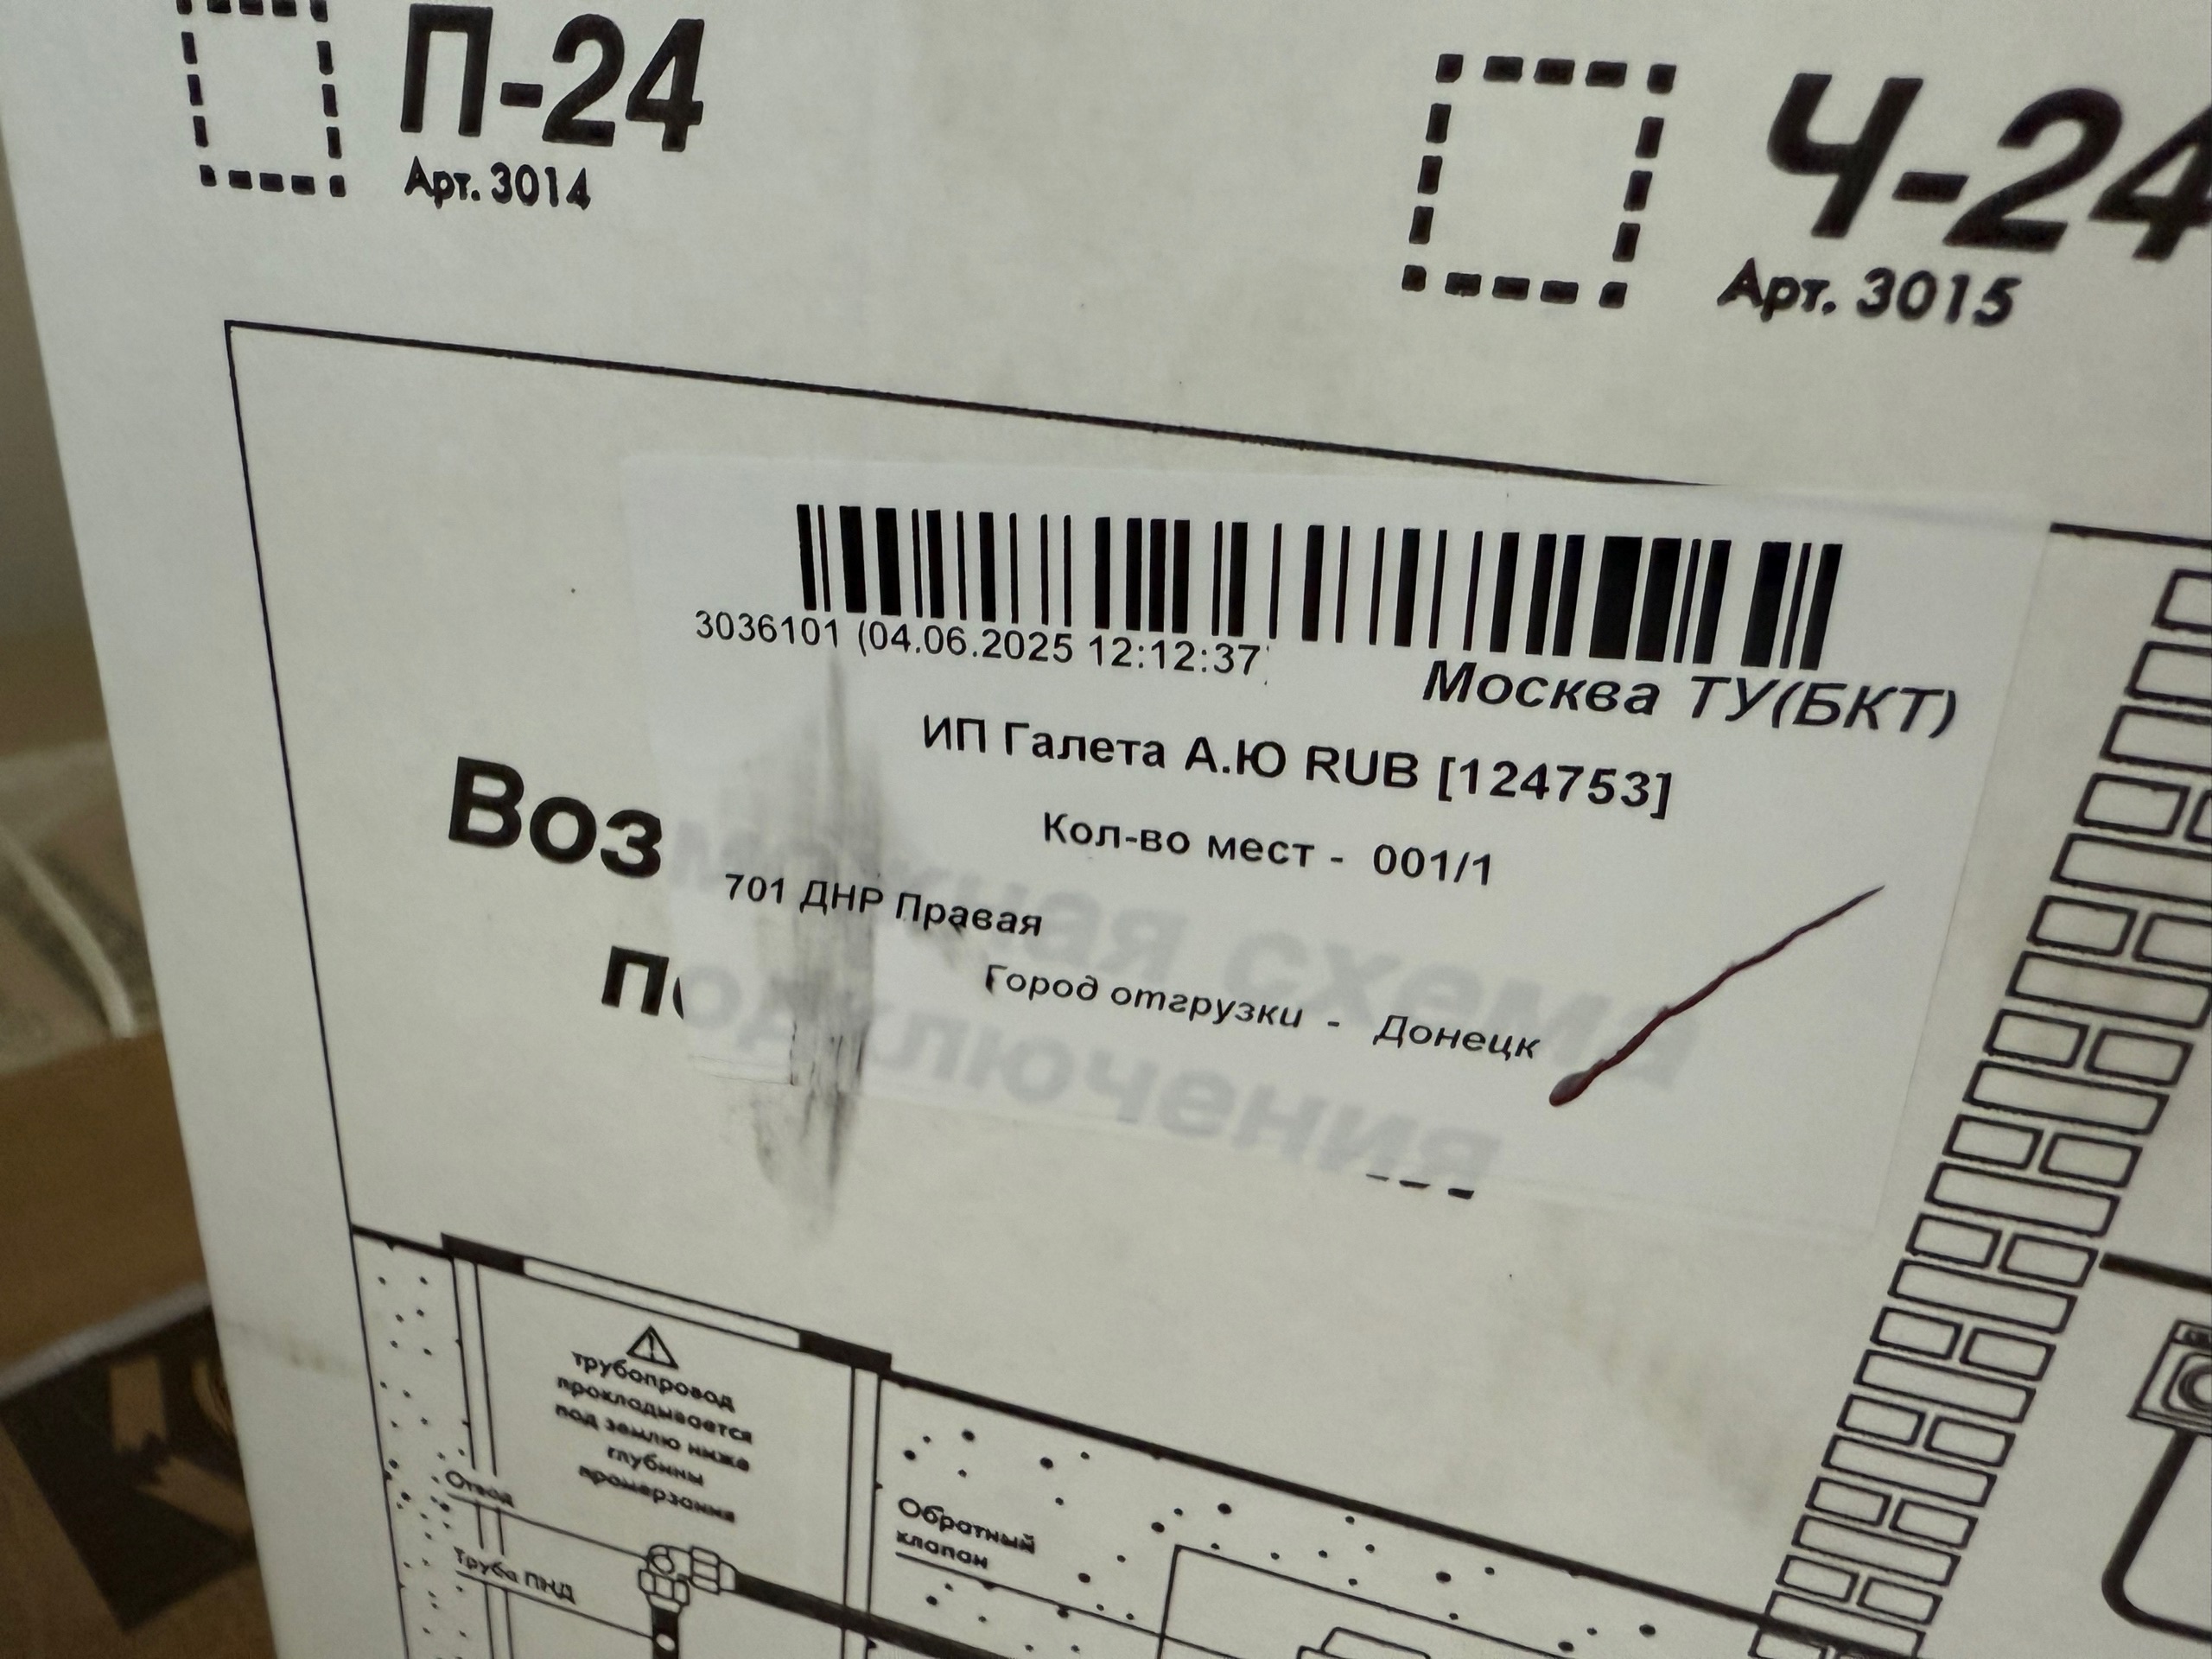 П-24
Арт. 3014
Ч-24
Арт. 3015
3036101 (04.06.2025 12:12:37
Москва ТУ(БКТ)
ИП Галета А.Ю RUB [124753]
Кол-во мест - 001/1
701 ДНР Правая
Город отгрузки - Донецк
Возможная схема
подключения
трубопровод
прокладывается
под землю ниже
глубины
промерзания
Отвод
Труба ПНД
Обратный
клапан